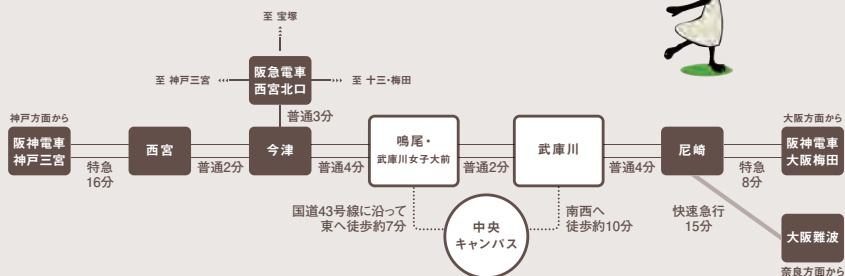 至 宝塚
阪急電車
西宮北口
至 神戸三宮
至 十三・梅田
普通3分
神戸方面から
阪神電車
神戸三宮
特急
16分
西宮
普通2分
今津
普通4分
鳴尾・
武庫川女子大前
普通2分
武庫川
普通4分
尼崎
特急
8分
大阪方面から
阪神電車
大阪梅田
国道43号線に沿って
東へ徒歩約7分
中央
キャンパス
南西へ
徒歩約10分
快速急行
15分
大阪難波
奈良方面から